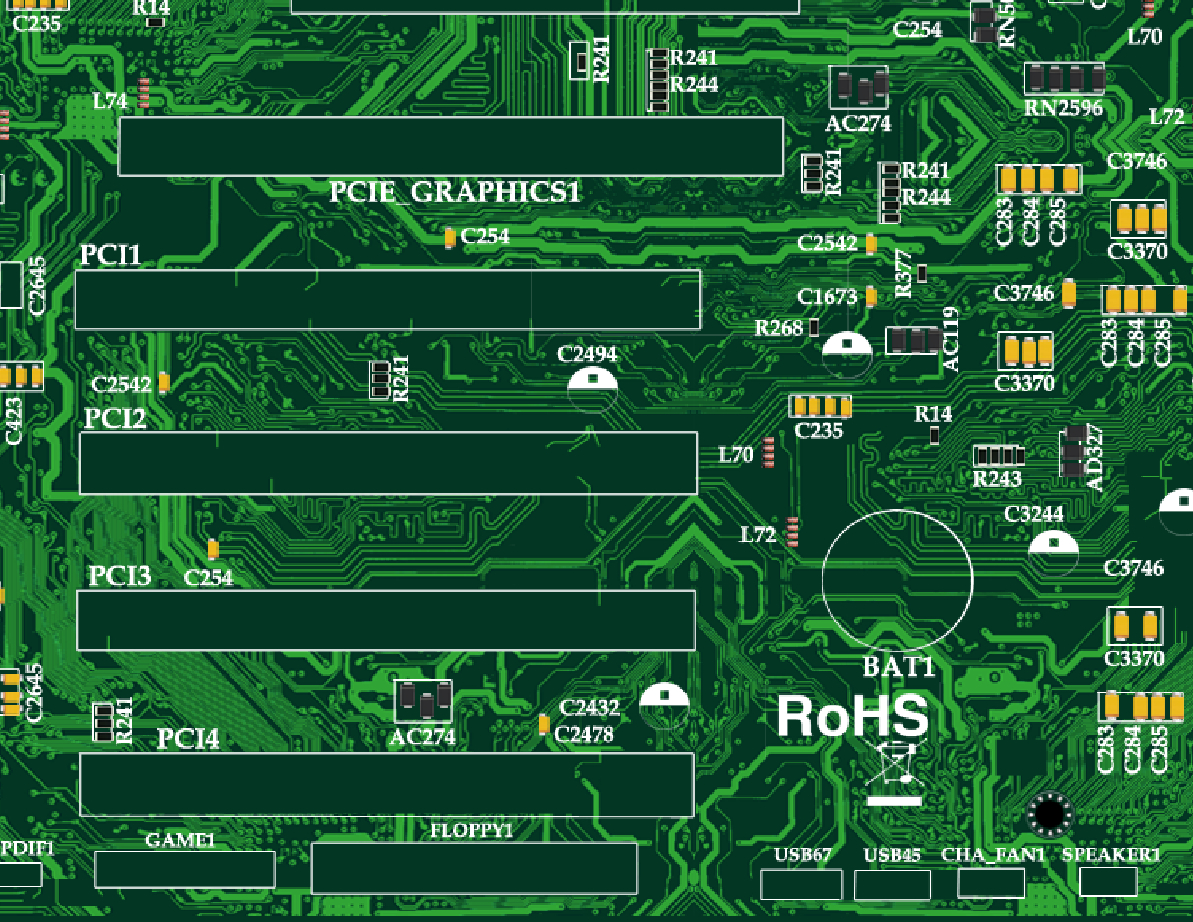 C235
R14
C254
L70
R241
R241
R244
L74
AC274
RN2596
L72
PCIE_GRAPHICS1
R241
R241
R244
C3746
C283
C284
C285
C3370
C254
C2542
PCI1
C2645
R377
C1673
C3746
R268
AC119
C283
C284
C285
C3370
C2494
C2542
R241
C423
PCI2
C235
R14
L70
R243
AD327
C3244
L72
PCI3
C254
C3746
C3370
BAT1
C2645
R241
PCI4
AC274
C2432
C2478
RoHS
C283
C284
C285
GAME1
FLOPPY1
USB67
USB45
CHA_FAN1
SPEAKER1
PDIF1